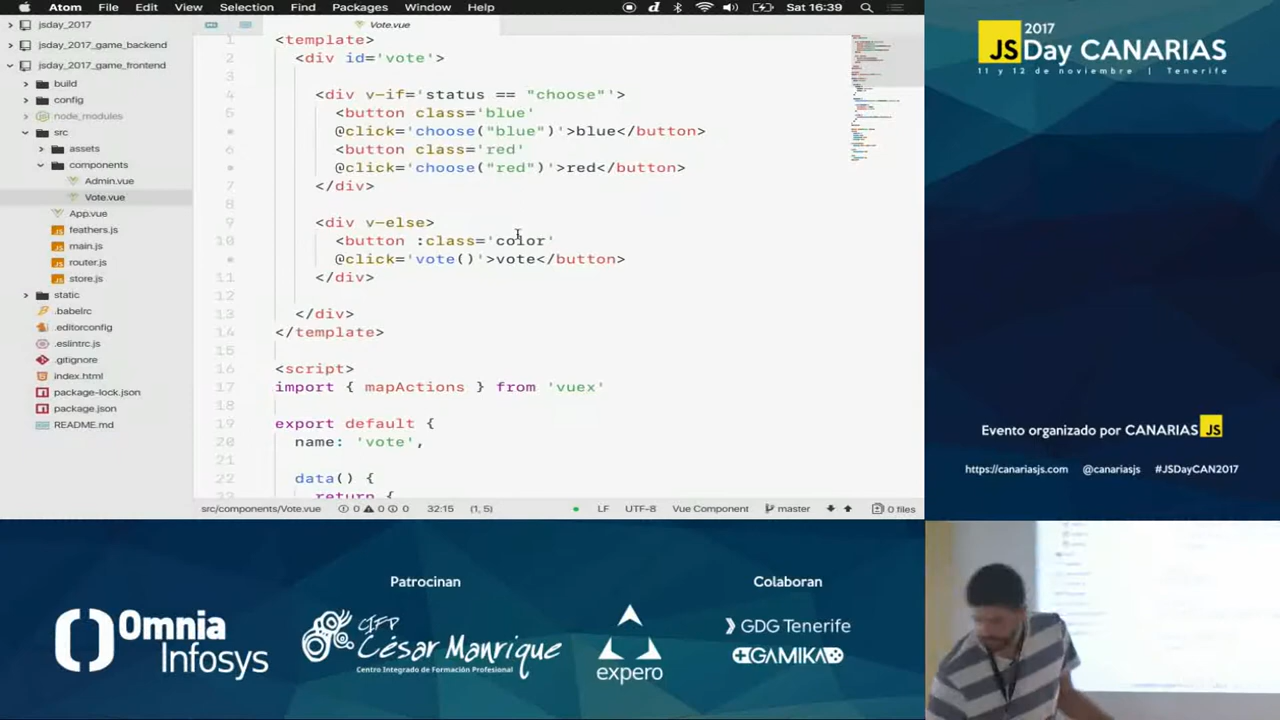 Atom File Edit View Selection Find Packages Window Help
Sat 16:39
jsday_2017
jsday_2017_game_backend
jsday_2017_game_frontend
build
config
node_modules
src
assets
components
Admin.vue
Vote.vue
App.vue
feathers.js
main.js
router.js
store.js
static
.babelrc
.editorconfig
.eslintrc.js
.gitignore
index.html
package-lock.json
package.json
README.md
Vote.vue
1 <template>
2 <div id='vote'>
3
4 <div v-if='status == "choose"'>
5 <button class='blue'
• @click='choose("blue")'>blue</button>
6 <button class='red'
• @click='choose("red")'>red</button>
7 </div>
8
9 <div v-else>
10 <button :class='color'
• @click='vote()'>vote</button>
11 </div>
12
13 </div>
14 </template>
15
16 <script>
17 import { mapActions } from 'vuex'
18
19 export default {
20 name: 'vote',
21
22 data() {
23 return {
src/components/Vote.vue 0 0 0 32:15 (1, 5) LF UTF-8 Vue Component master 0 files
2017
JSDay CANARIAS
11 y 12 de noviembre | Tenerife
Evento organizado por CANARIAS JS
https://canariasjs.com @canariasjs #JSDayCAN2017
Patrocinan
Omnia
Infosys
CIFP
César Manrique
Centro Integrado de Formación Profesional
expero
Colaboran
GDG Tenerife
GAMIKA